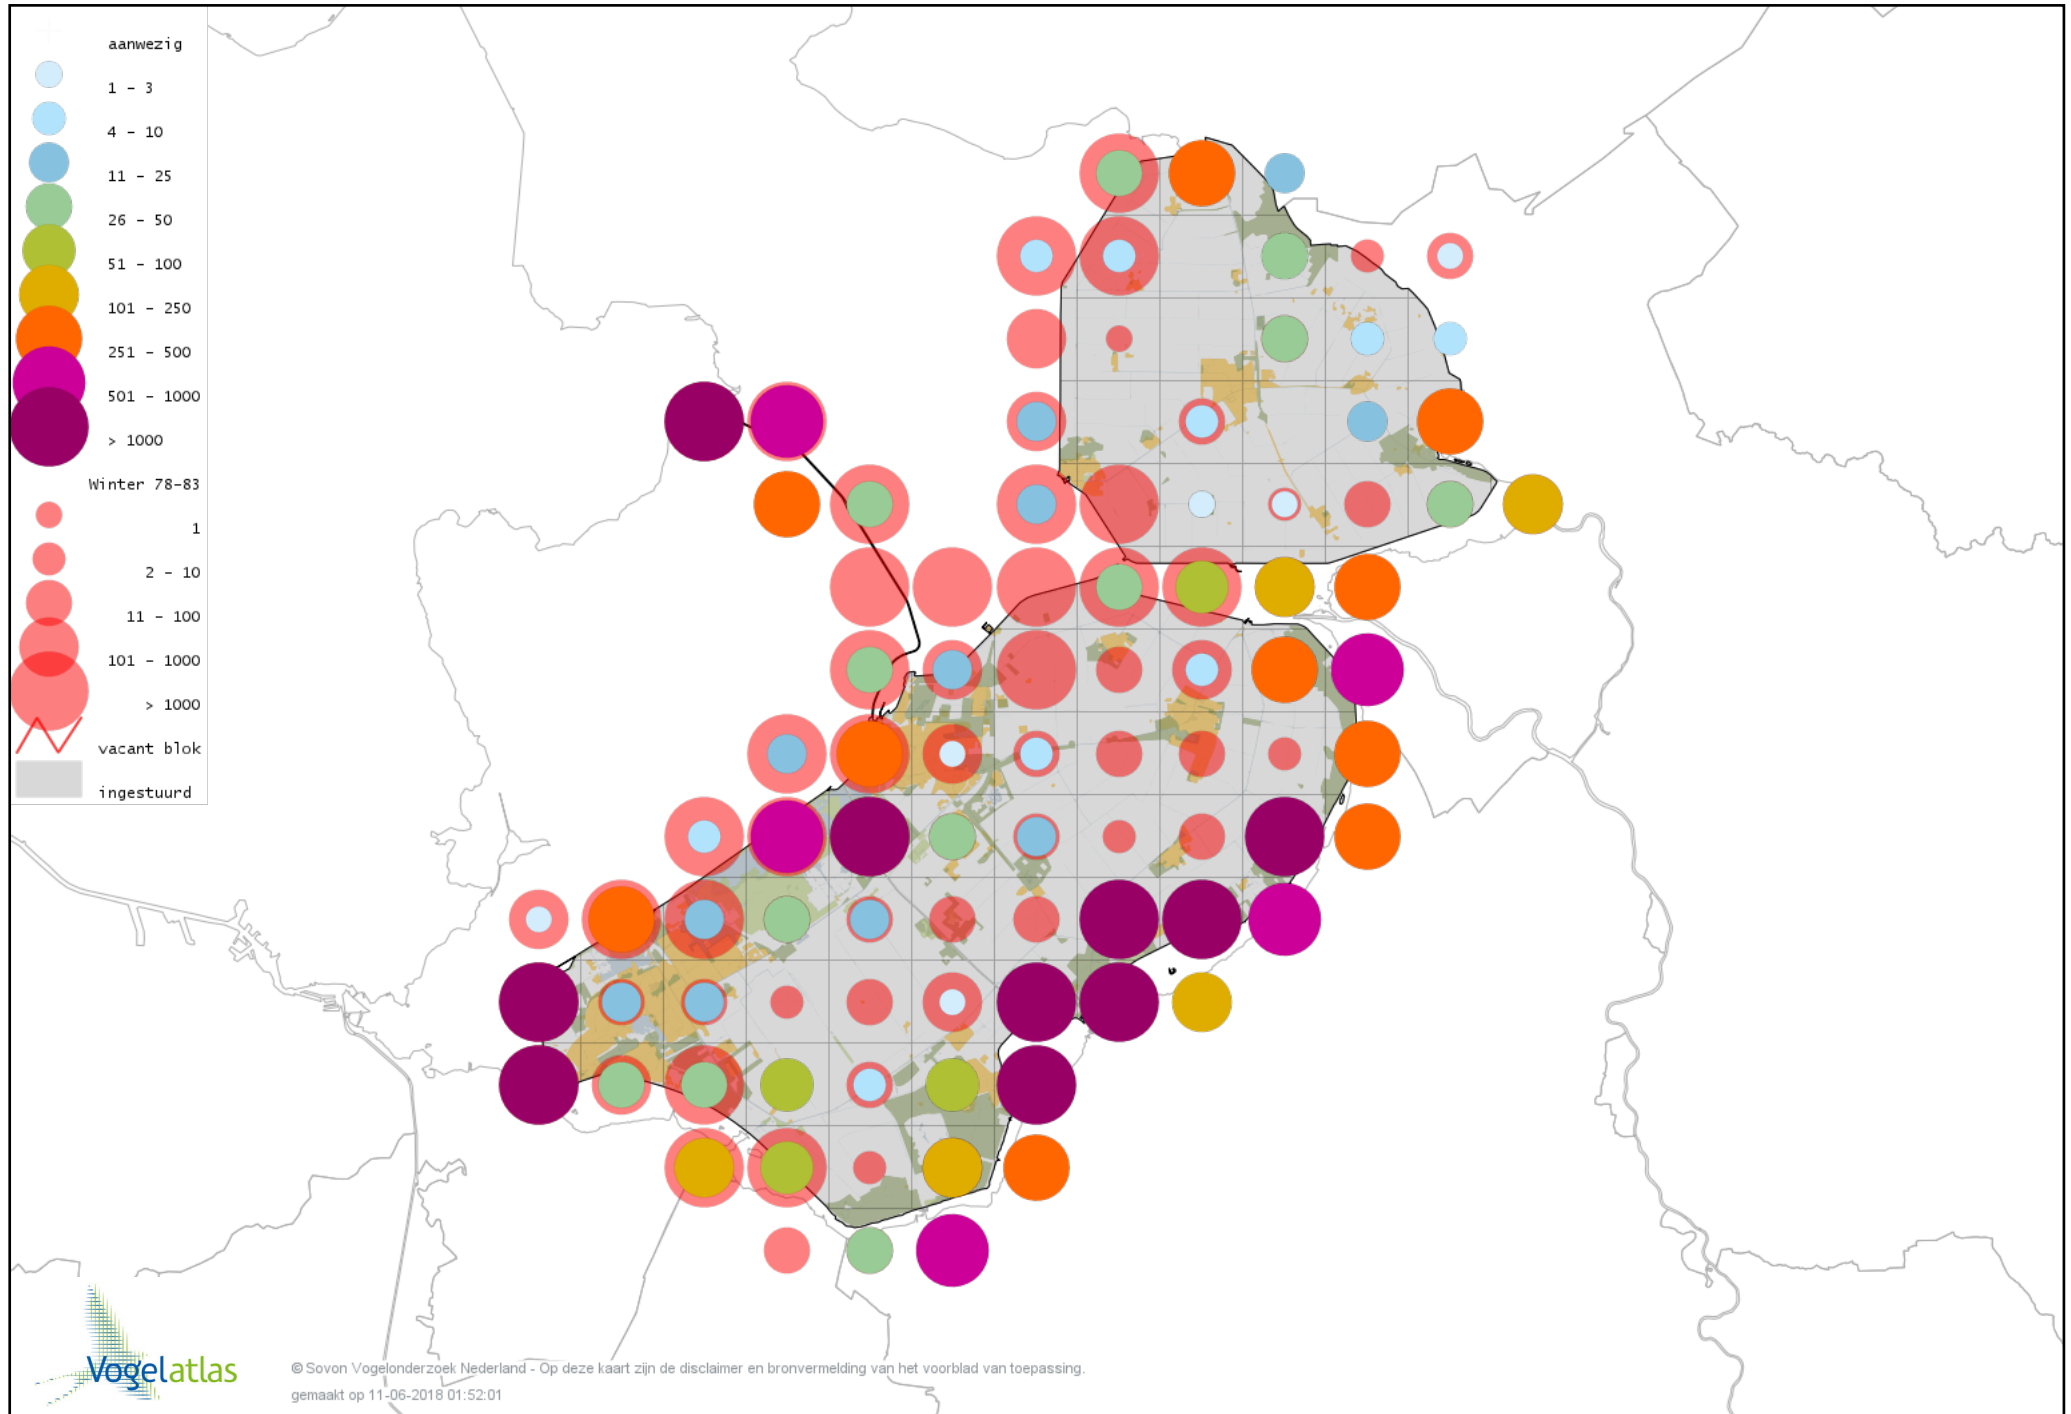 aanwezig
1 - 3
4 - 10
11 - 25
26 - 50
51 - 100
101 - 250
251 - 500
501 - 1000
> 1000
Winter 78-83
1
2 - 10
11 - 100
101 - 1000
> 1000
vacant blok
ingestuurd
Vogelatlas
© Sovon Vogelonderzoek Nederland - Op deze kaart zijn de disclaimer en bronvermelding van het voorblad van toepassing.
gemaakt op 11-06-2018 01:52:01